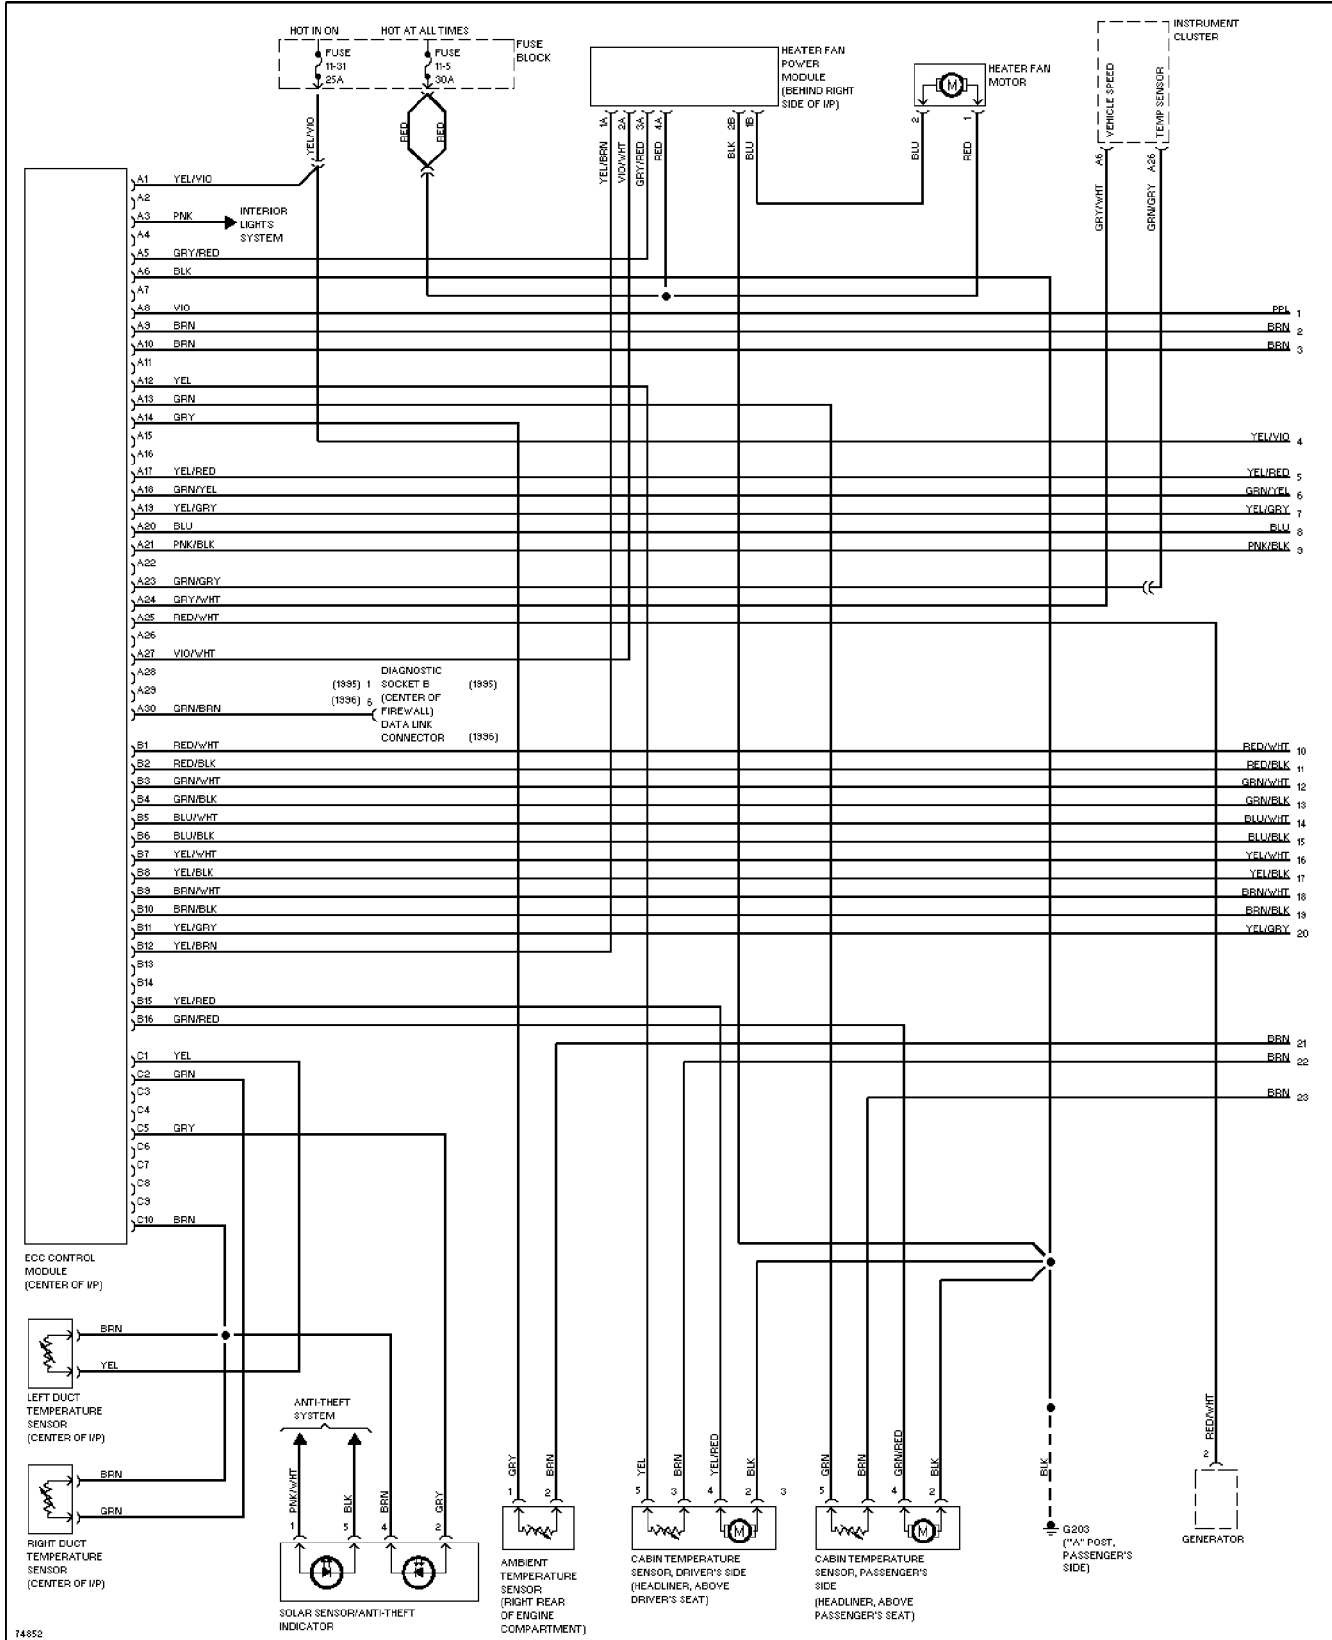 HOT IN ON
HOT AT ALL TIMES
FUSE
11-31
25A
FUSE
11-5
30A
FUSE
BLOCK
HEATER FAN
POWER
MODULE
(BEHIND RIGHT
SIDE OF I/P)
HEATER FAN
MOTOR
M
INSTRUMENT
CLUSTER
VEHICLE SPEED
TEMP SENSOR
YEL/VIO
RED
RED
1A
2A
3A
4A
2B
1B
2
1
A6
A26
YEL/BRN
VIO/WHT
GRY/RED
RED
BLK
BLU
BLU
RED
GRY/WHT
GRN/GRY
A1 YEL/VIO
A2
A3 PNK
INTERIOR
LIGHTS
SYSTEM
A4
A5 GRY/RED
A6 BLK
A7
A8 VIO PPL 1
A9 BRN BRN 2
A10 BRN BRN 3
A11
A12 YEL
A13 GRN
A14 GRY
A15 YEL/VIO 4
A16
A17 YEL/RED YEL/RED 5
A18 GRN/YEL GRN/YEL 6
A19 YEL/GRY YEL/GRY 7
A20 BLU BLU 8
A21 PNK/BLK PNK/BLK 9
A22
A23 GRN/GRY
A24 GRY/WHT
A25 RED/WHT
A26
A27 VIO/WHT
A28
A29
A30 GRN/BRN
(1995) 1
(1996) 6
DIAGNOSTIC
SOCKET B (1995)
(CENTER OF
FIREWALL)
DATA LINK
CONNECTOR (1996)
B1 RED/WHT RED/WHT 10
B2 RED/BLK RED/BLK 11
B3 GRN/WHT GRN/WHT 12
B4 GRN/BLK GRN/BLK 13
B5 BLU/WHT BLU/WHT 14
B6 BLU/BLK BLU/BLK 15
B7 YEL/WHT YEL/WHT 16
B8 YEL/BLK YEL/BLK 17
B9 BRN/WHT BRN/WHT 18
B10 BRN/BLK BRN/BLK 19
B11 YEL/GRY YEL/GRY 20
B12 YEL/BRN
B13
B14
B15 YEL/RED
B16 GRN/RED
BRN 21
C1 YEL BRN 22
C2 GRN
C3 BRN 23
C4
C5 GRY
C6
C7
C8
C9
C10 BRN
ECC CONTROL
MODULE
(CENTER OF I/P)
BRN
YEL
LEFT DUCT
TEMPERATURE
SENSOR
(CENTER OF I/P)
BRN
GRN
RIGHT DUCT
TEMPERATURE
SENSOR
(CENTER OF I/P)
ANTI-THEFT
SYSTEM
PNK/WHT
BLK
BRN
GRY
1
5
4
2
SOLAR SENSOR/ANTI-THEFT
INDICATOR
GRY
BRN
1
2
AMBIENT
TEMPERATURE
SENSOR
(RIGHT REAR
OF ENGINE
COMPARTMENT)
YEL
BRN
YEL/RED
BLK
5
3
4
2
3
M
CABIN TEMPERATURE
SENSOR, DRIVER'S SIDE
(HEADLINER, ABOVE
DRIVER'S SEAT)
GRN
BRN
GRN/RED
BLK
5
4
2
M
CABIN TEMPERATURE
SENSOR, PASSENGER'S
SIDE
(HEADLINER, ABOVE
PASSENGER'S SEAT)
BLK
G203
("A" POST,
PASSENGER'S
SIDE)
RED/WHT
2
GENERATOR
74852